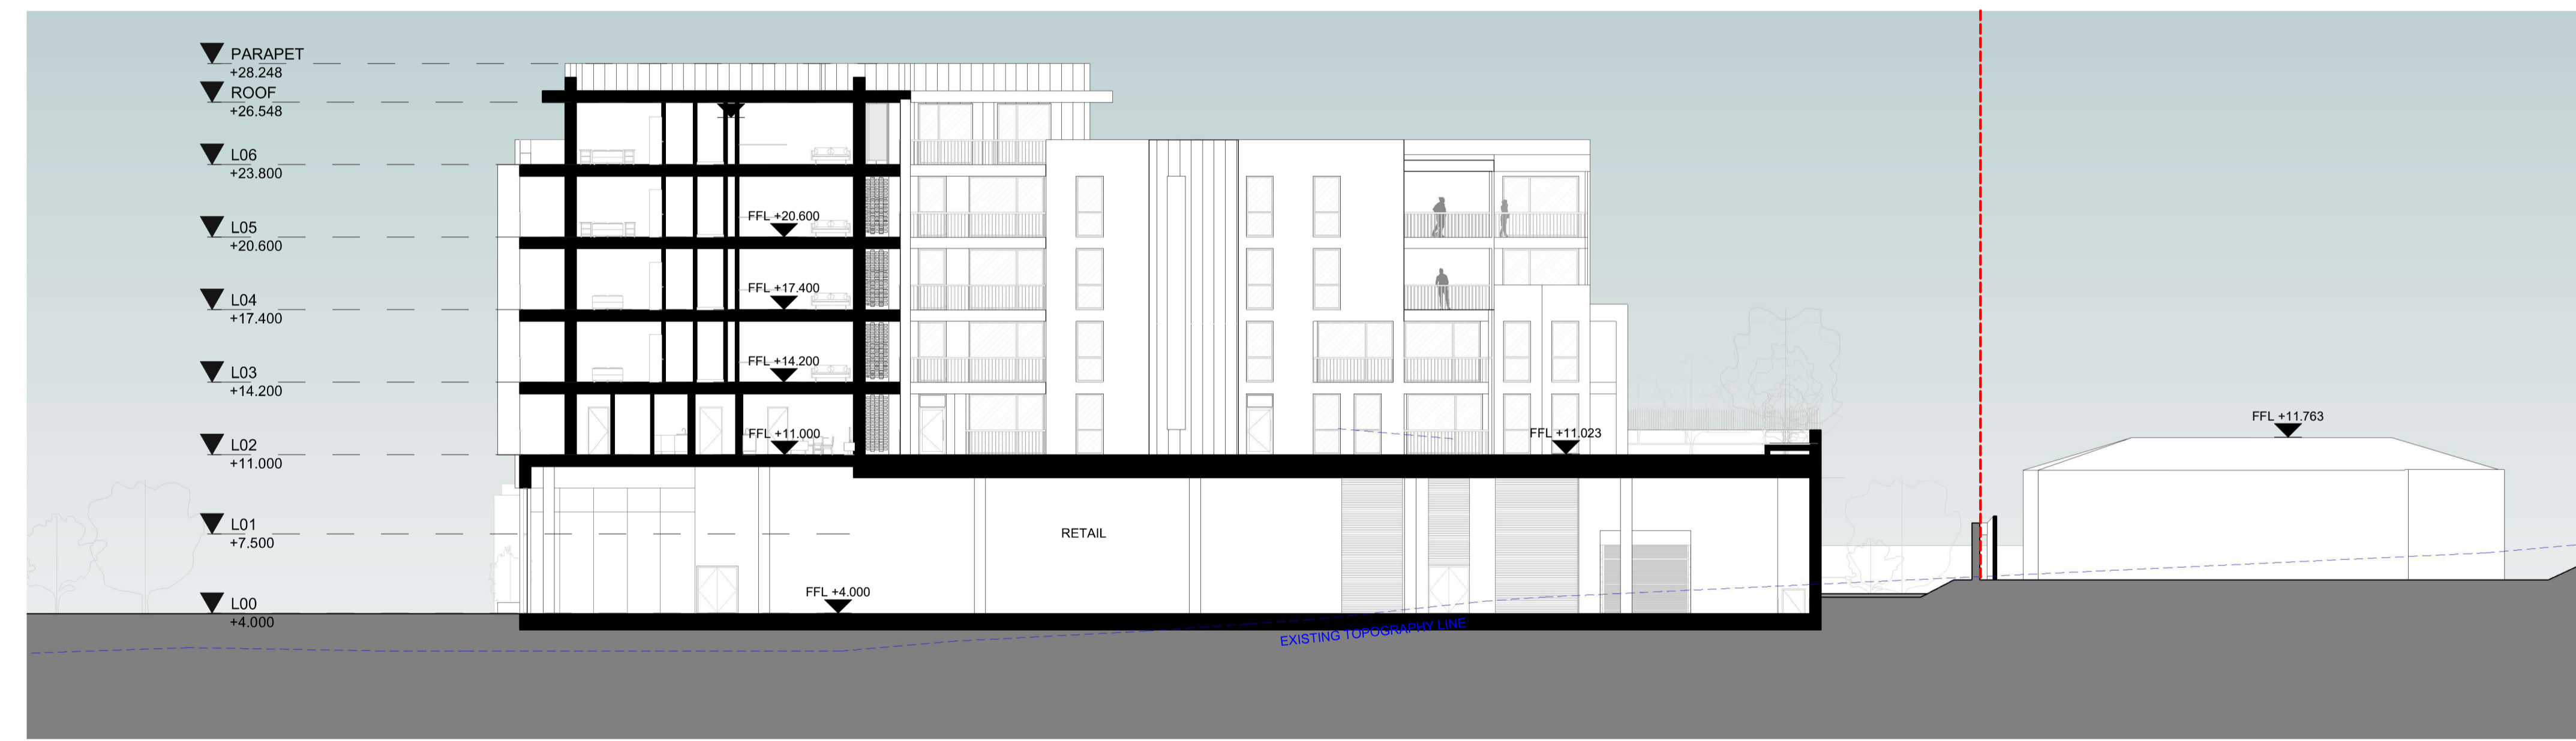 PARAPET
+28.248
ROOF
+26.548
L06
+23.800
L05
+20.600
FFL +20.600
L04
+17.400
FFL +17.400
L03
+14.200
FFL +14.200
L02
+11.000
FFL +11.000
FFL +11.023
FFL +11.763
L01
+7.500
RETAIL
L00
+4.000
FFL +4.000
EXISTING TOPOGRAPHY LINE